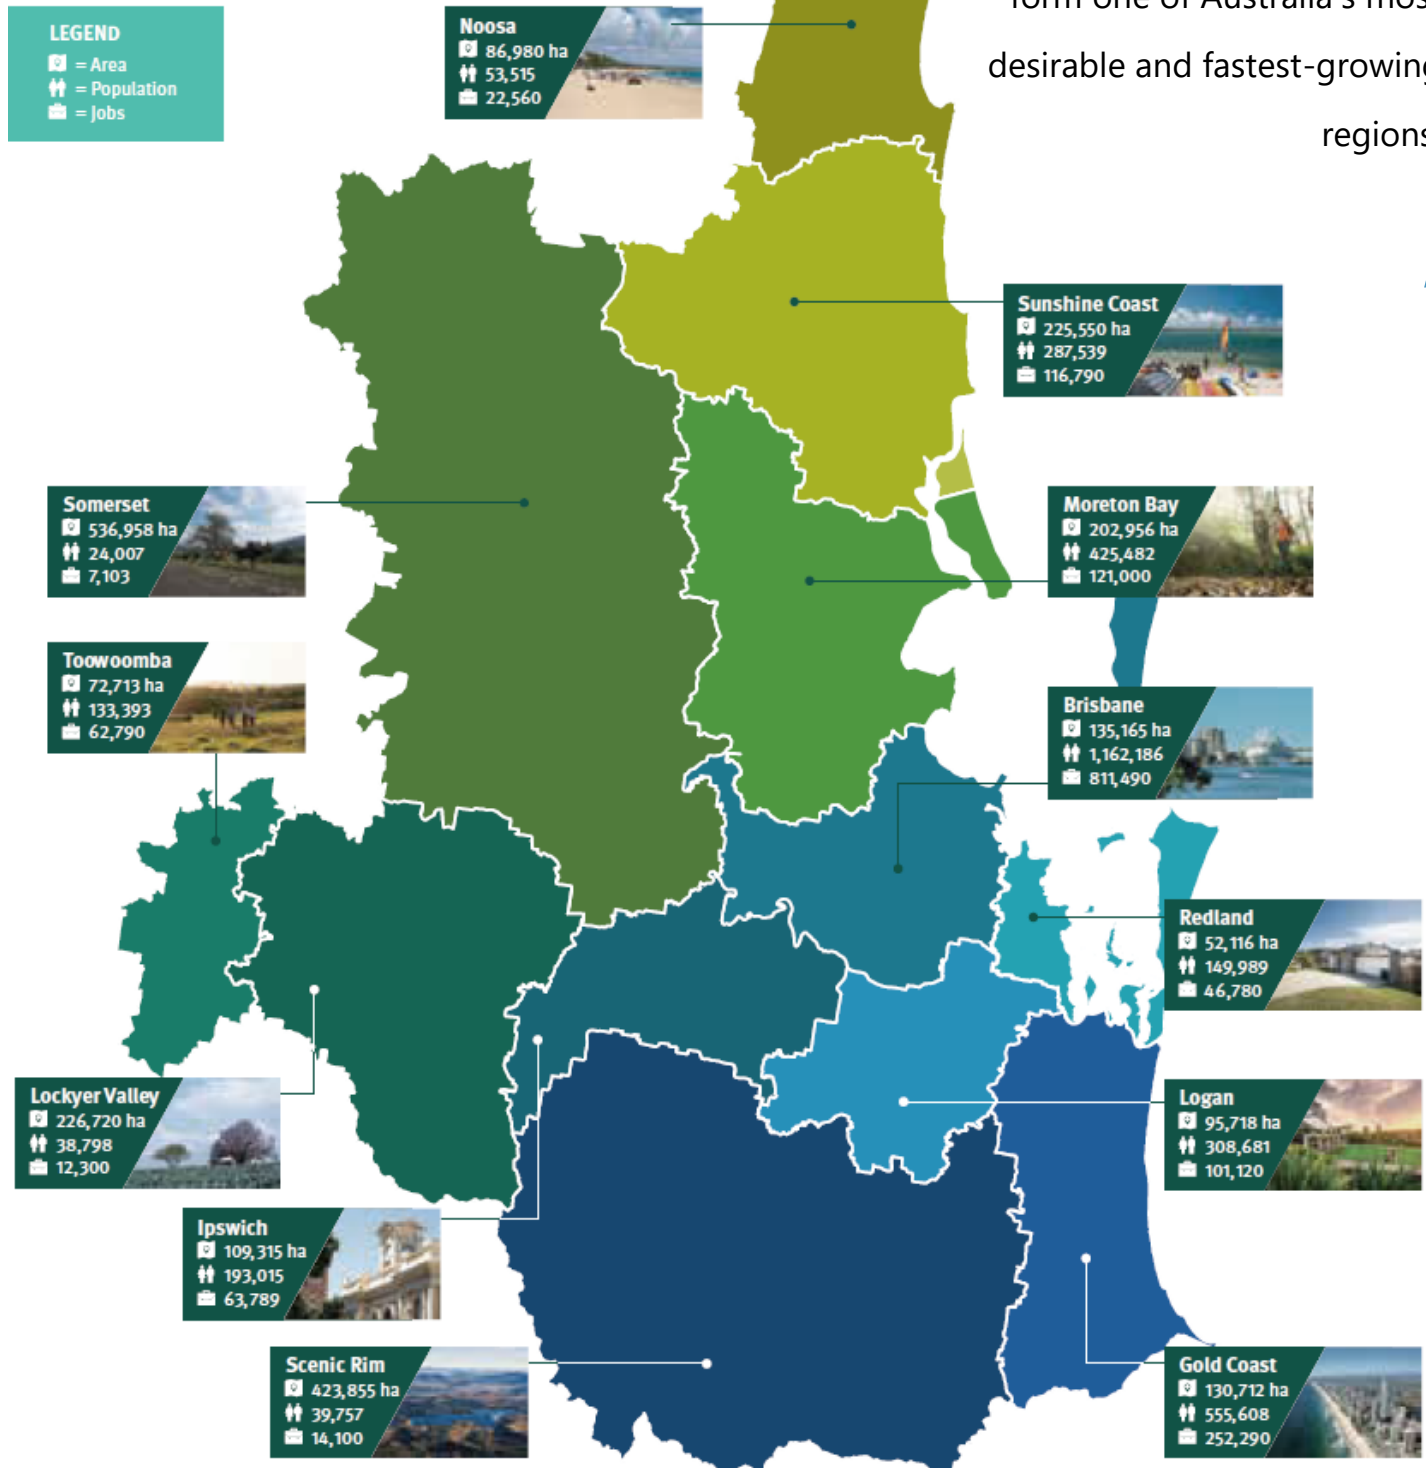 form one of Australia's mos
desirable and fastest-growing
regions
LEGEND
= Area
= Population
= Jobs
Noosa
86,980 ha
53,515
22,560
Sunshine Coast
225,550 ha
287,539
116,790
Somerset
536,958 ha
24,007
7,103
Moreton Bay
202,956 ha
425,482
121,000
Toowoomba
72,713 ha
133,393
62,790
Brisbane
135,165 ha
1,162,186
811,490
Redland
52,116 ha
149,989
46,780
Lockyer Valley
226,720 ha
38,798
12,300
Logan
95,718 ha
308,681
101,120
Ipswich
109,315 ha
193,015
63,789
Scenic Rim
423,855 ha
39,757
14,100
Gold Coast
130,712 ha
555,608
252,290